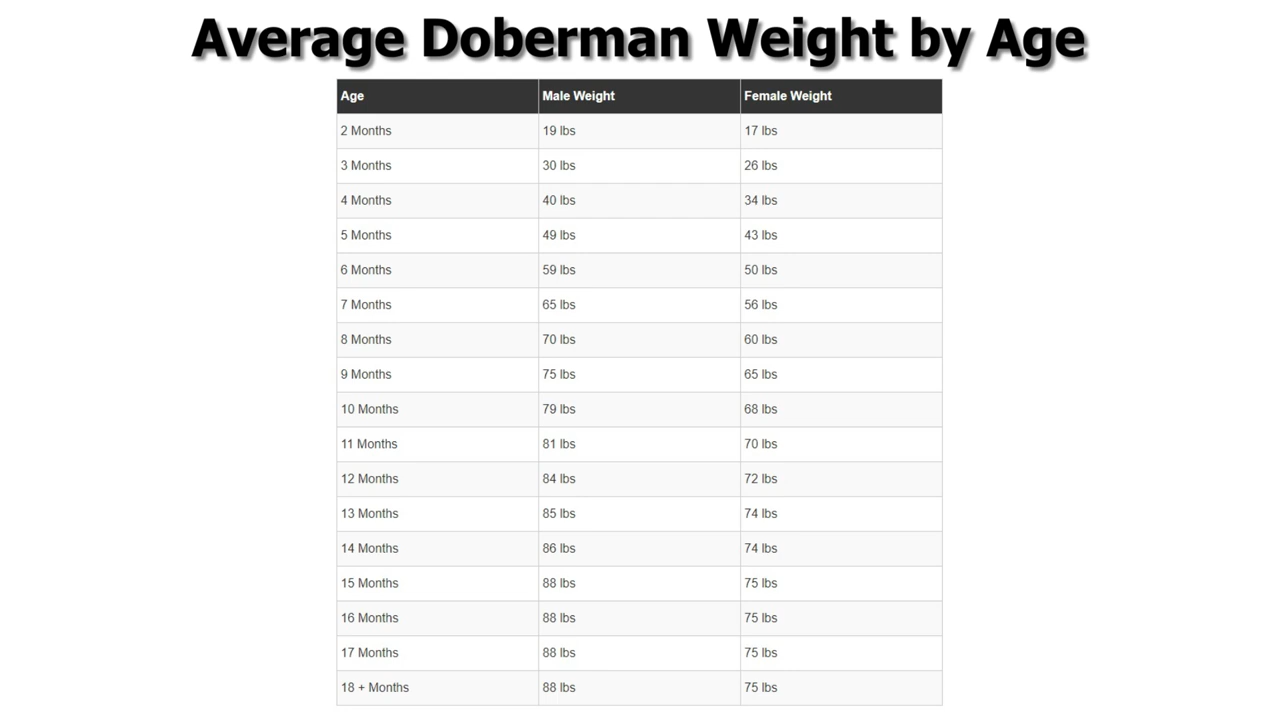 Average Doberman Weight by Age
Age Male Weight Female Weight
2 Months 19 lbs 17 lbs
3 Months 30 lbs 26 lbs
4 Months 40 lbs 34 lbs
5 Months 49 lbs 43 lbs
6 Months 59 lbs 50 lbs
7 Months 65 lbs 56 lbs
8 Months 70 lbs 60 lbs
9 Months 75 lbs 65 lbs
10 Months 79 lbs 68 lbs
11 Months 81 lbs 70 lbs
12 Months 84 lbs 72 lbs
13 Months 85 lbs 74 lbs
14 Months 86 lbs 74 lbs
15 Months 88 lbs 75 lbs
16 Months 88 lbs 75 lbs
17 Months 88 lbs 75 lbs
18 + Months 88 lbs 75 lbs